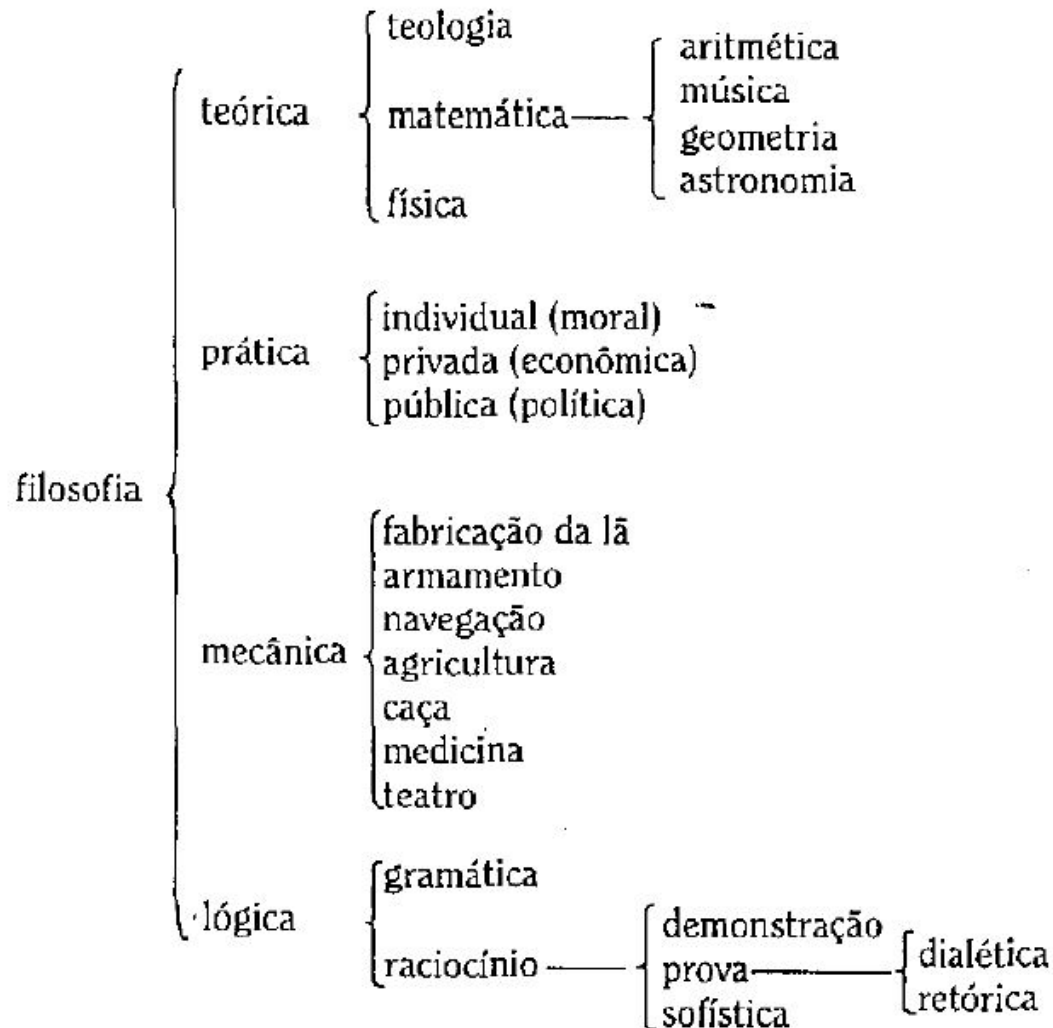 teologia
aritmética
música
teórica
matemática
geometria
astronomia
física
individual (moral)
prática
privada (econômica)
pública (política)
filosofia
fabricação da lã
armamento
navegação
mecânica
agricultura
caça
medicina
teatro
gramática
lógica
demonstração
raciocínio
prova
dialética
retórica
sofística